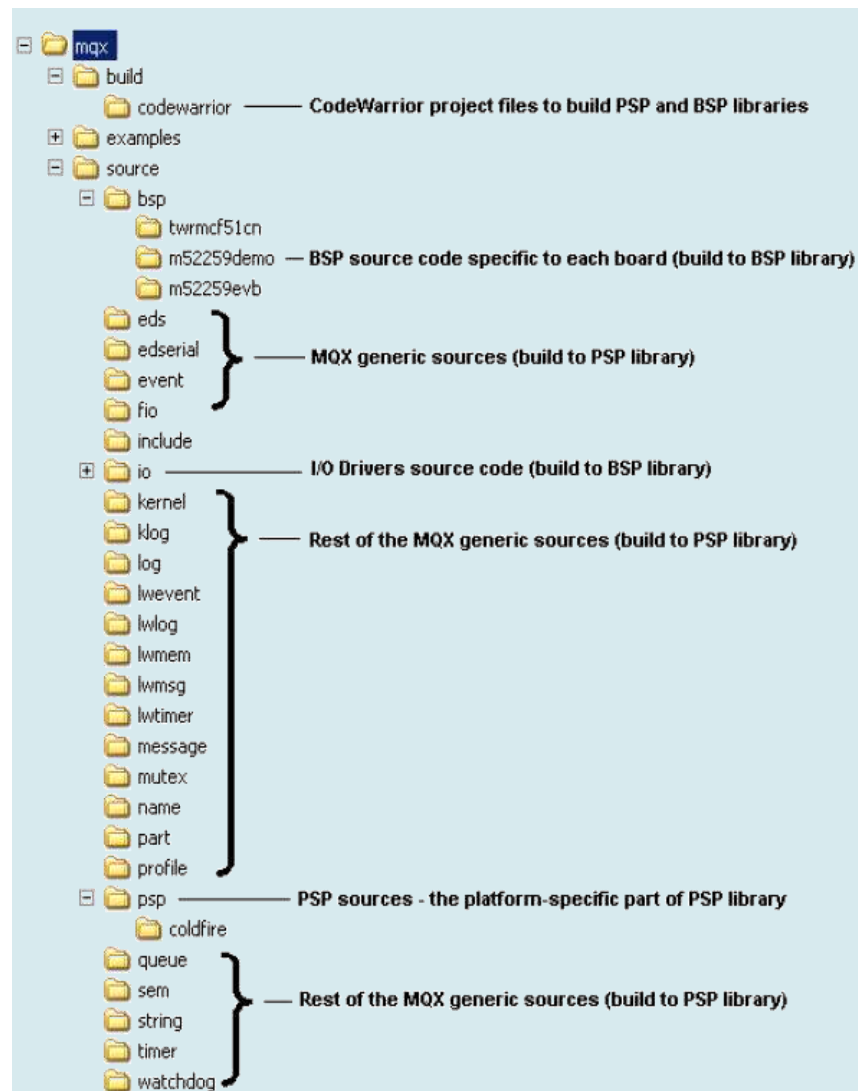 mqx
build
codewarrior CodeWarrior project files to build PSP and BSP libraries
examples
source
bsp
twrmcf51cn
m52259demo BSP source code specific to each board (build to BSP library)
m52259evb
eds
edserial
MQX generic sources (build to PSP library)
event
fio
include
io I/O Drivers source code (build to BSP library)
kernel
klog
Rest of the MQX generic sources (build to PSP library)
log
lwevent
lwlog
lwmem
lwmsg
lwtimer
message
mutex
name
part
profile
psp PSP sources - the platform-specific part of PSP library
coldfire
queue
sem
Rest of the MQX generic sources (build to PSP library)
string
timer
watchdog